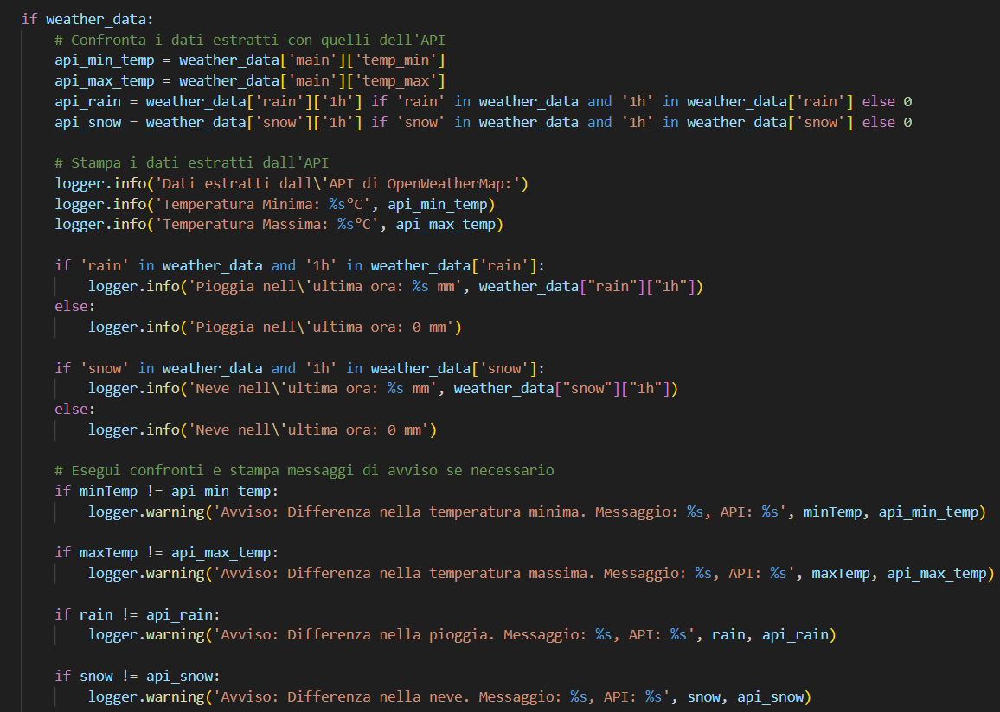 if weather_data:
    # Confronta i dati estratti con quelli dell'API
    api_min_temp = weather_data['main']['temp_min']
    api_max_temp = weather_data['main']['temp_max']
    api_rain = weather_data['rain']['1h'] if 'rain' in weather_data and '1h' in weather_data['rain'] else 0
    api_snow = weather_data['snow']['1h'] if 'snow' in weather_data and '1h' in weather_data['snow'] else 0

    # Stampa i dati estratti dall'API
    logger.info('Dati estratti dall\'API di OpenWeatherMap:')
    logger.info('Temperatura Minima: %s°C', api_min_temp)
    logger.info('Temperatura Massima: %s°C', api_max_temp)

    if 'rain' in weather_data and '1h' in weather_data['rain']:
        logger.info('Pioggia nell\'ultima ora: %s mm', weather_data["rain"]["1h"])
    else:
        logger.info('Pioggia nell\'ultima ora: 0 mm')

    if 'snow' in weather_data and '1h' in weather_data['snow']:
        logger.info('Neve nell\'ultima ora: %s mm', weather_data["snow"]["1h"])
    else:
        logger.info('Neve nell\'ultima ora: 0 mm')

    # Esegui confronti e stampa messaggi di avviso se necessario
    if minTemp != api_min_temp:
        logger.warning('Avviso: Differenza nella temperatura minima. Messaggio: %s, API: %s', minTemp, api_min_temp)

    if maxTemp != api_max_temp:
        logger.warning('Avviso: Differenza nella temperatura massima. Messaggio: %s, API: %s', maxTemp, api_max_temp)

    if rain != api_rain:
        logger.warning('Avviso: Differenza nella pioggia. Messaggio: %s, API: %s', rain, api_rain)

    if snow != api_snow:
        logger.warning('Avviso: Differenza nella neve. Messaggio: %s, API: %s', snow, api_snow)